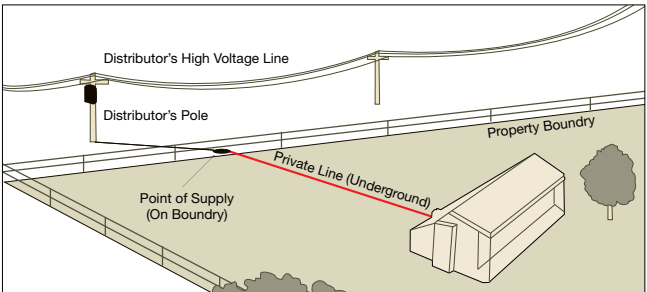 Distributor's High Voltage Line
Distributor's Pole
Property Boundry
Private Line (Underground)
Point of Supply
(On Boundry)